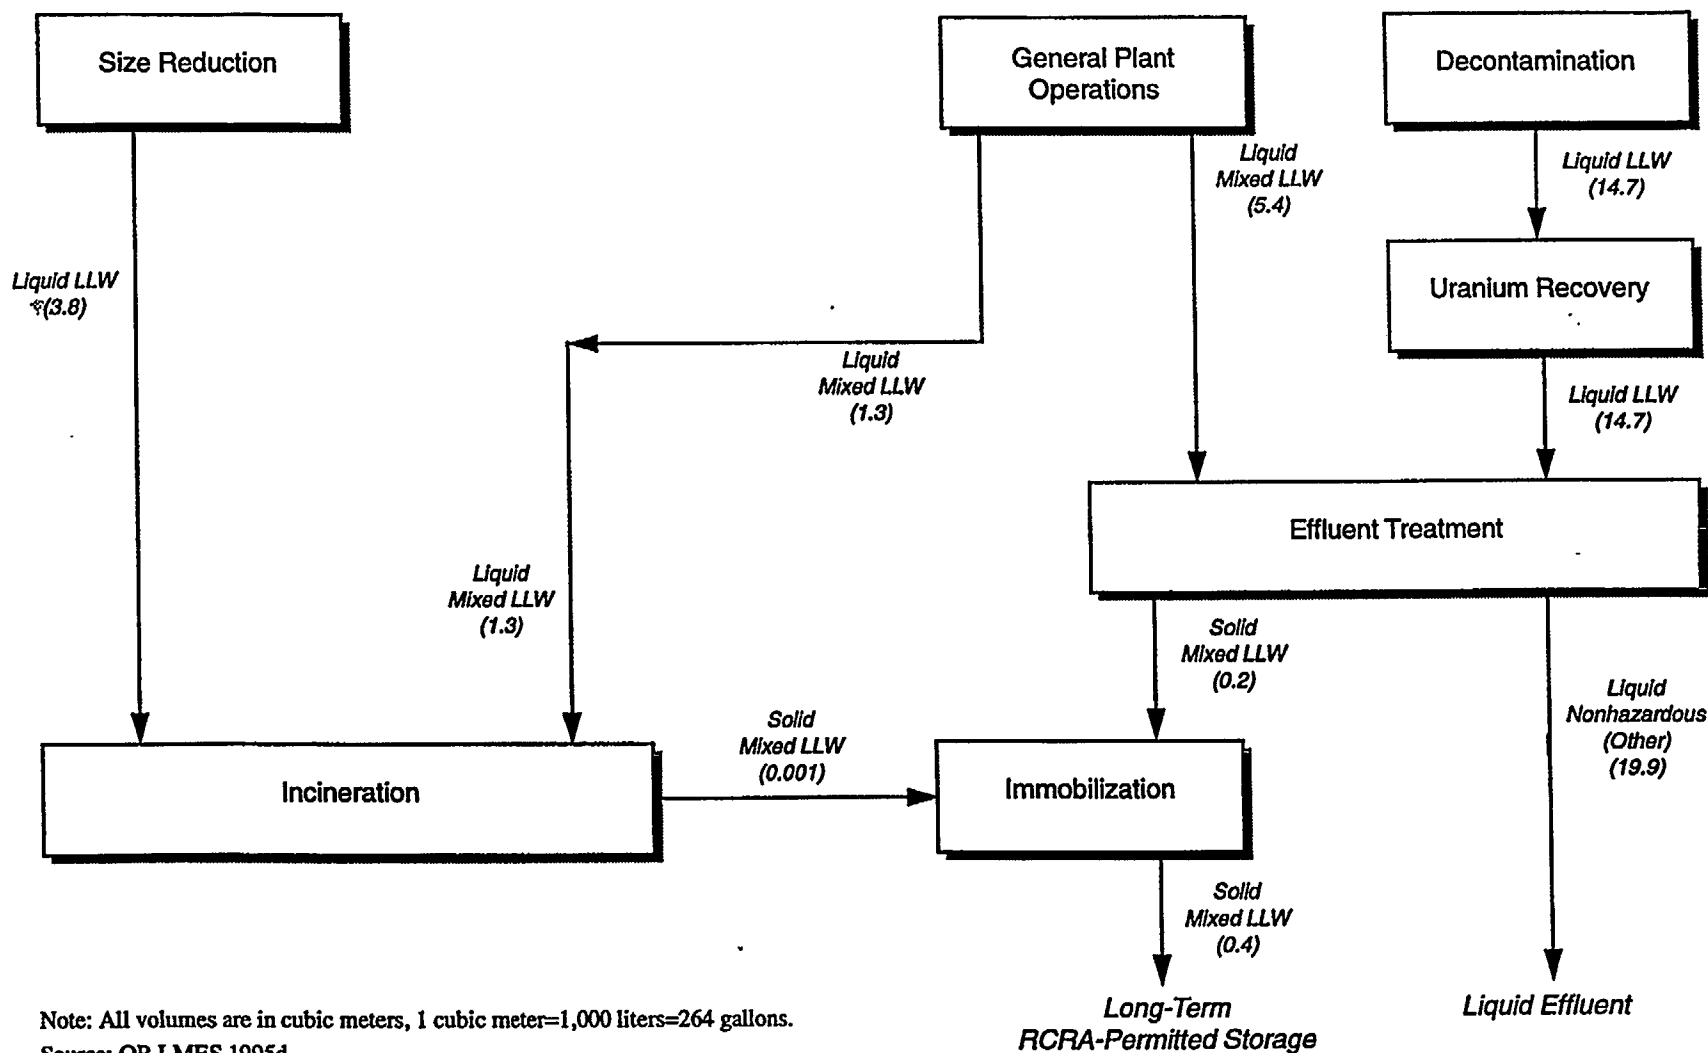 Size Reduction
General Plant
Operations
Decontamination
Liquid
Mixed LLW
(5.4)
Liquid LLW
(14.7)
Liquid LLW
(3.8)
Uranium Recovery
Liquid
Mixed LLW
(1.3)
Liquid LLW
(14.7)
Effluent Treatment
Liquid
Mixed LLW
(1.3)
Solid
Mixed LLW
(0.2)
Liquid
Nonhazardous
(Other)
(19.9)
Solid
Mixed LLW
(0.001)
Incineration
Immobilization
Solid
Mixed LLW
(0.4)
Long-Term
RCRA-Permitted Storage
Liquid Effluent
Note: All volumes are in cubic meters, 1 cubic meter=1,000 liters=264 gallons.
Source: OR LMES 1995d